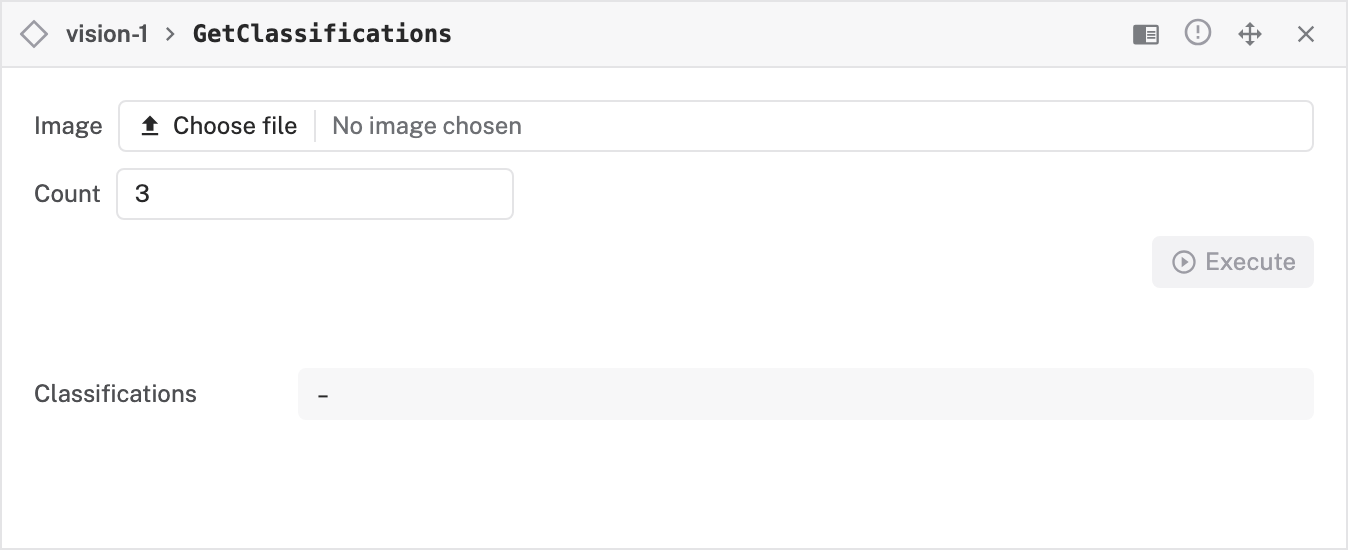 vision-1 > GetClassifications
Image Choose file No image chosen
Count 3
Execute
Classifications –